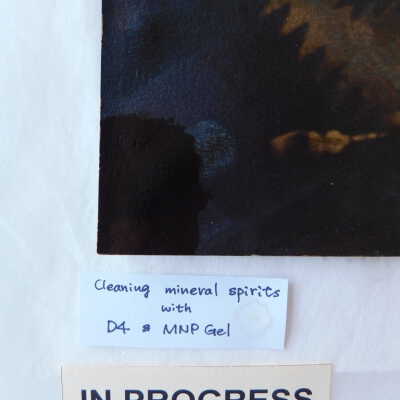 Cleaning mineral spirits
with
D4 & MNP Gel
IN PROGRESS